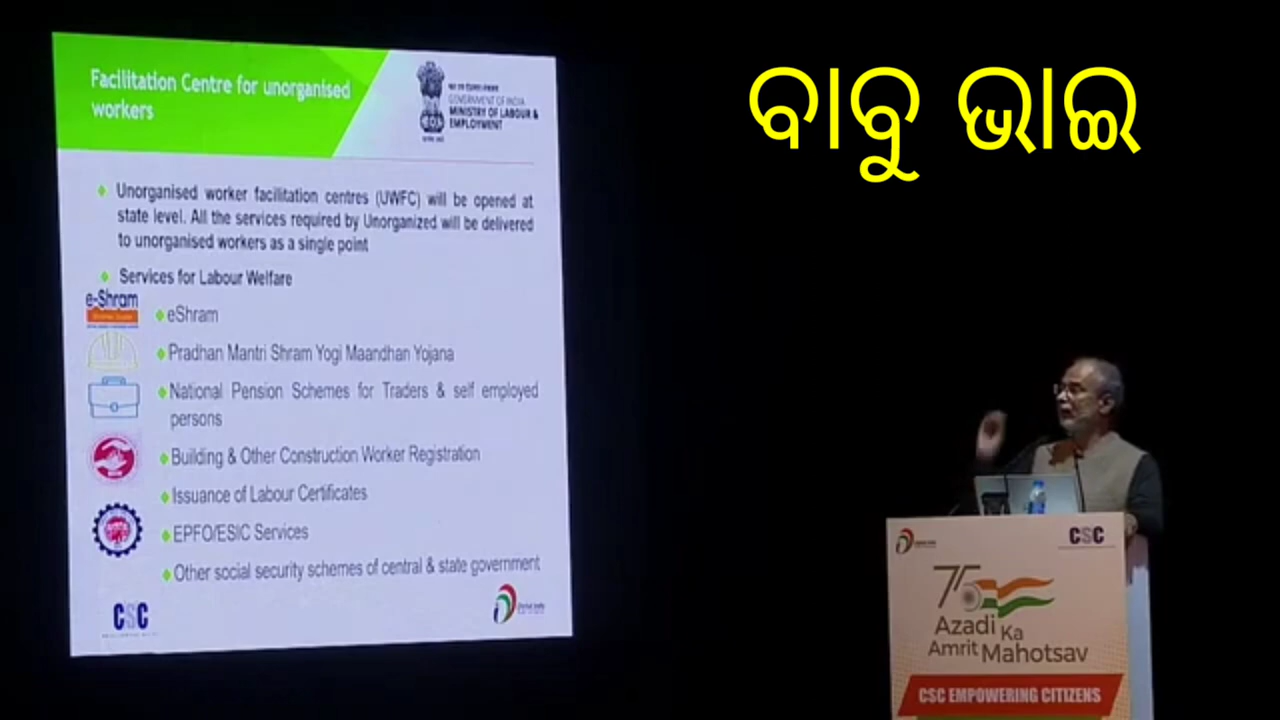 Facilitation Centre for unorganised
workers
GOVERNMENT OF INDIA
MINISTRY OF LABOUR &
EMPLOYMENT
ବାବୁ ଭାଇ
Unorganised worker facilitation centres (UWFC) will be opened at
state level. All the services required by Unorganized will be delivered
to unorganised workers as a single point
Services for Labour Welfare
e-Shram
eShram
Pradhan Mantri Shram Yogi Maandhan Yojana
National Pension Schemes for Traders & self employed
persons
Building & Other Construction Worker Registration
Issuance of Labour Certificates
EPFO/ESIC Services
Other social security schemes of central & state government
CSC
Digital India
CSC
75
Azadi Ka
Amrit Mahotsav
CSC EMPOWERING CITIZENS